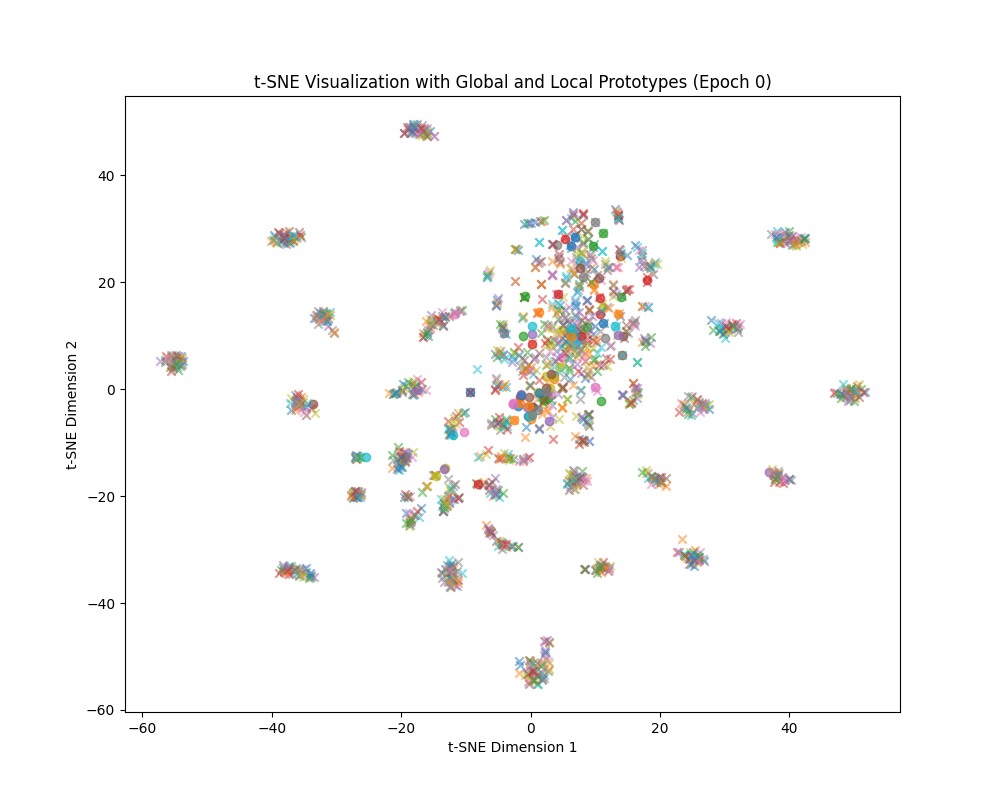 t-SNE Visualization with Global and Local Prototypes (Epoch 0)
40
20
0
−20
−40
−60
t-SNE Dimension 2
−60 −40 −20 0 20 40
t-SNE Dimension 1